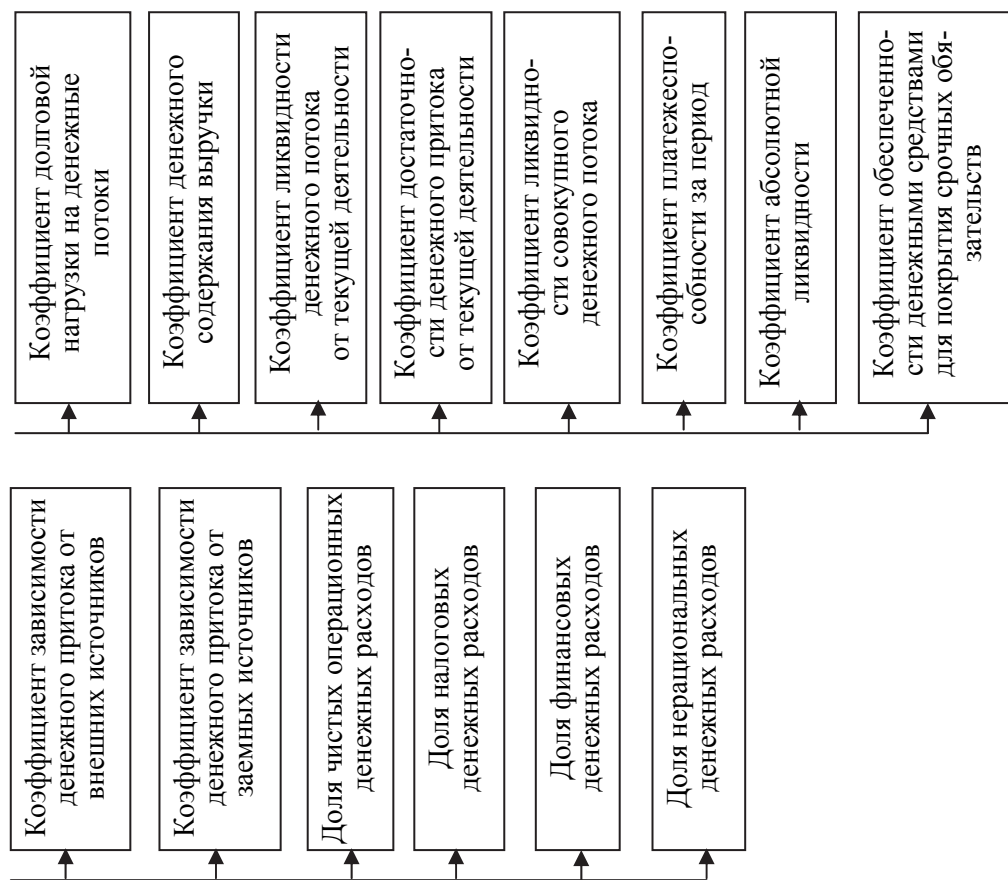 Коэффициент долговой
нагрузки на денежные
потоки
Коэффициент денежного
содержания выручки
Коэффициент ликвидности
денежного потока
от текущей деятельности
Коэффициент достаточно-
сти денежного притока
от текущей деятельности
Коэффициент ликвидно-
сти совокупного
денежного потока
Коэффициент платежеспо-
собности за период
Коэффициент абсолютной
ликвидности
Коэффициент обеспеченно-
сти денежными средствами
для покрытия срочных обя-
зательств
Коэффициент зависимости
денежного притока от
внешних источников
Коэффициент зависимости
денежного притока от
заемных источников
Доля чистых операционных
денежных расходов
Доля налоговых
денежных расходов
Доля финансовых
денежных расходов
Доля нерациональных
денежных расходов